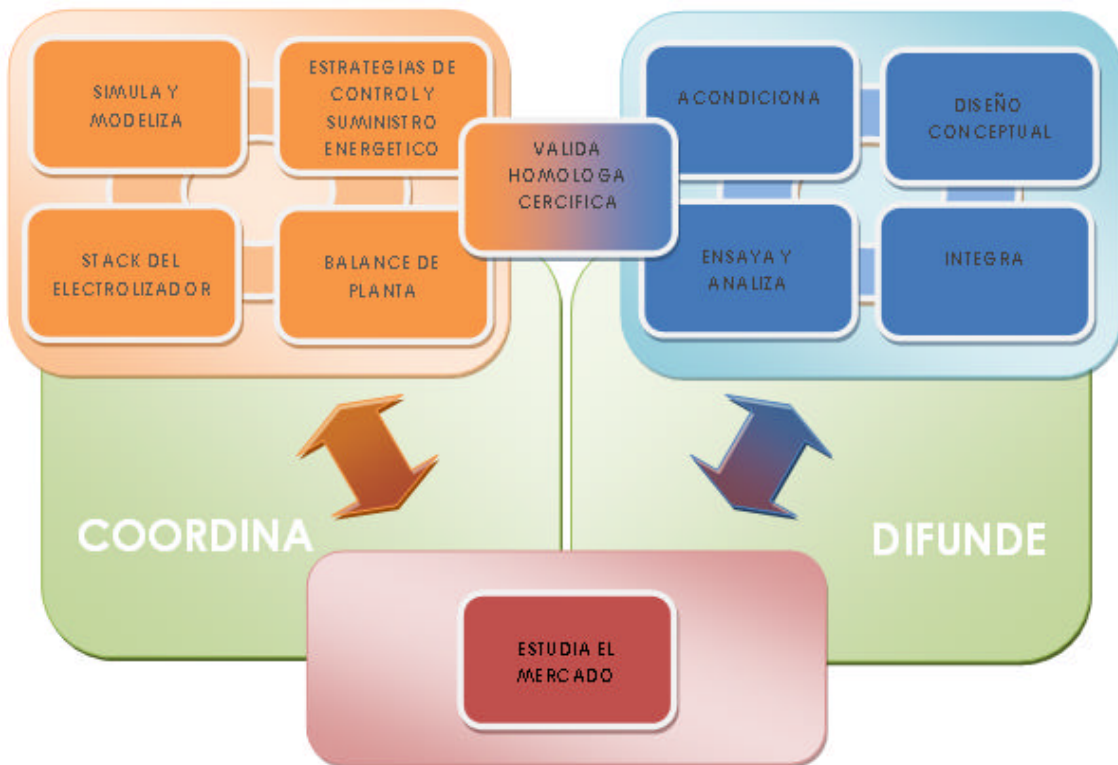 SIMULA Y
MODELIZA
ESTRATEGIAS DE
CONTROL Y
SUMINISTRO
ENERGETICO
STACK DEL
ELECTROLIZADOR
BALANCE DE
PLANTA
VALIDA
HOMOLOGA
CERCIFICA
ACONDICIONA
DISEÑO
CONCEPTUAL
ENSAYA Y
ANALIZA
INTEGRA
COORDINA
DIFUNDE
ESTUDIA EL
MERCADO